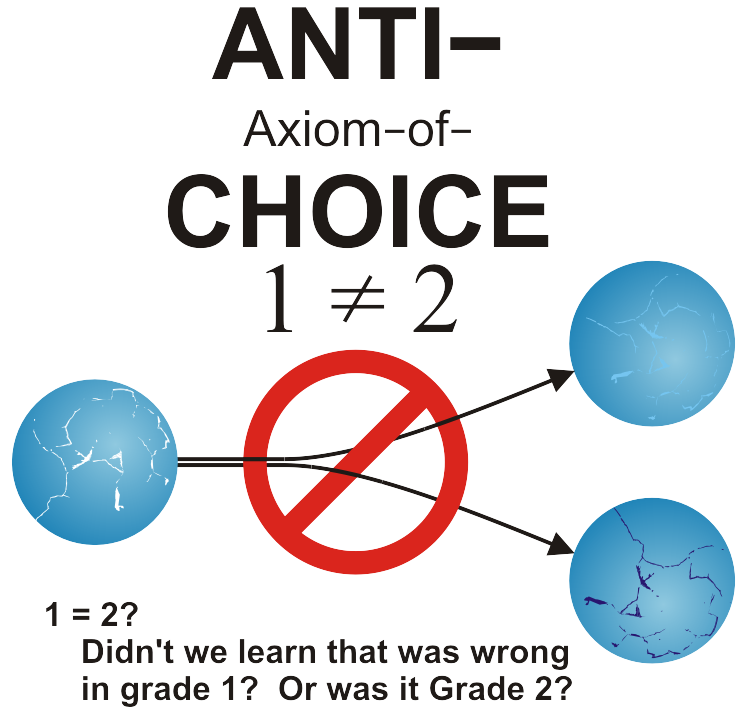 ANTI–
Axiom–of–
CHOICE
1 ≠ 2
1 = 2?
Didn't we learn that was wrong
in grade 1?  Or was it Grade 2?